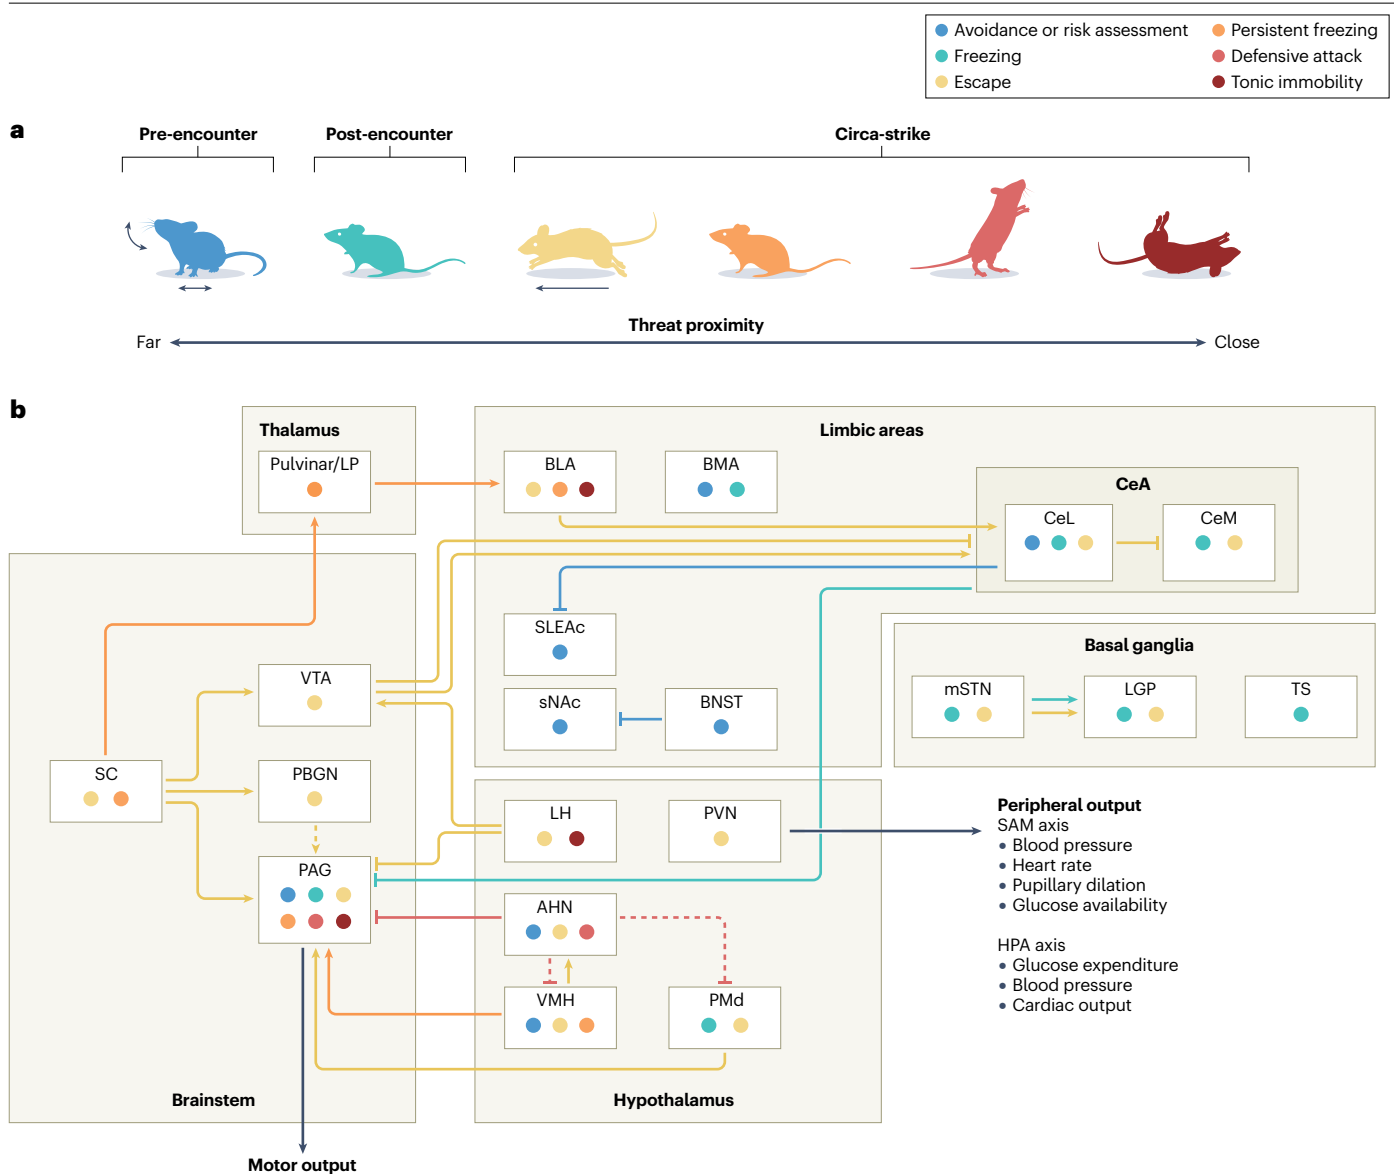 Avoidance or risk assessment
Freezing
Escape
Persistent freezing
Defensive attack
Tonic immobility
a
Pre-encounter
Post-encounter
Circa-strike
Threat proximity
Far
Close
b
Thalamus
Pulvinar/LP
Limbic areas
BLA
BMA
CeA
CeL
CeM
SLEAc
sNAc
BNST
Basal ganglia
mSTN
LGP
TS
VTA
SC
PBGN
PAG
Brainstem
Motor output
LH
PVN
AHN
VMH
PMd
Hypothalamus
Peripheral output
SAM axis
• Blood pressure
• Heart rate
• Pupillary dilation
• Glucose availability
HPA axis
• Glucose expenditure
• Blood pressure
• Cardiac output